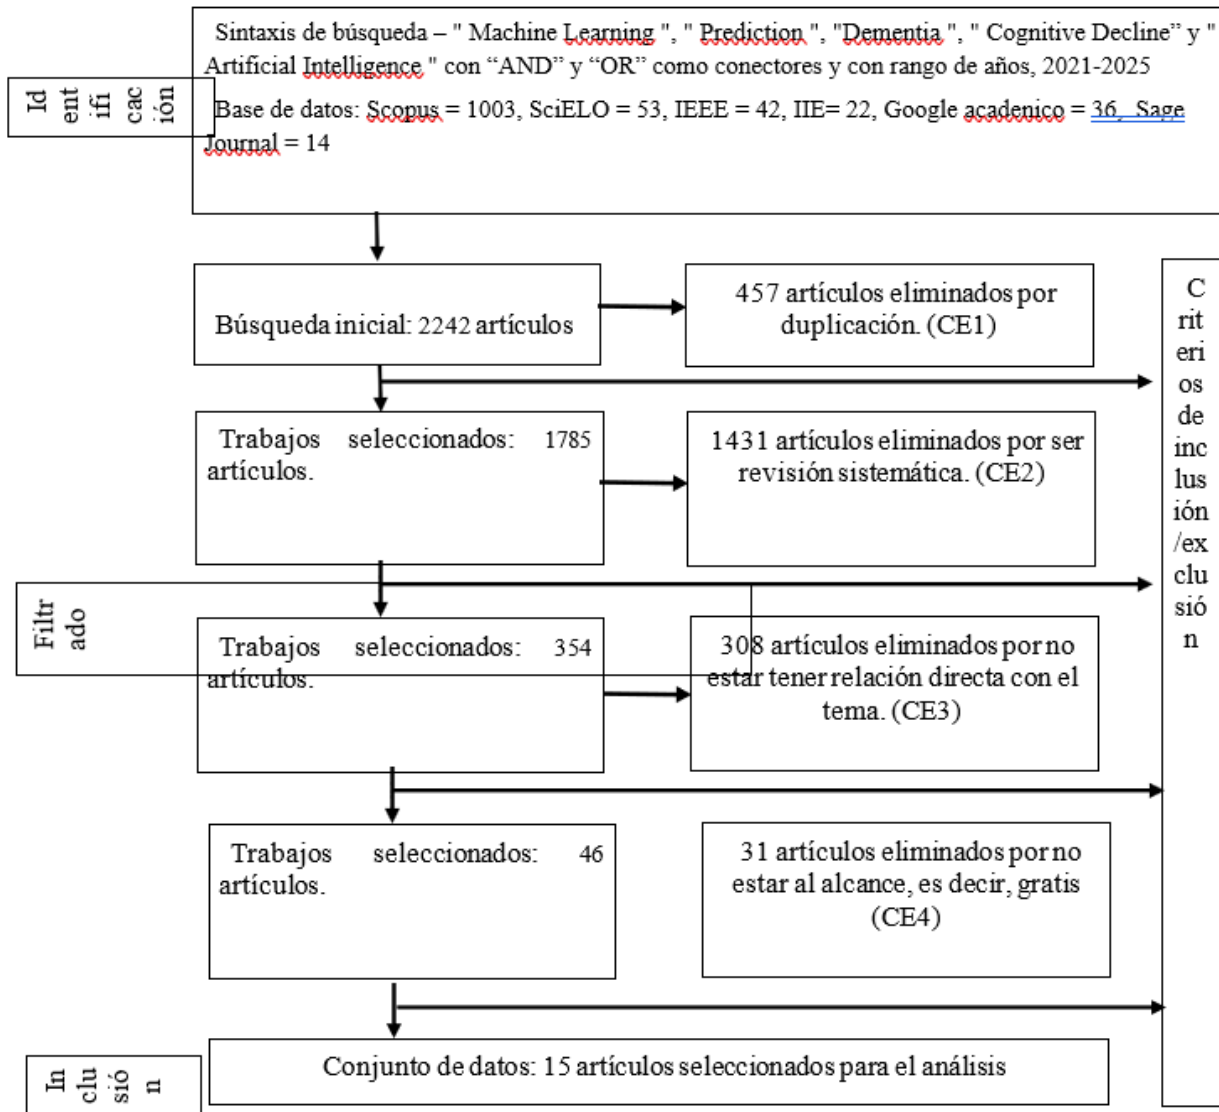 Sintaxis de búsqueda – " Machine Learning ", " Prediction ", "Dementia ", " Cognitive Decline” y "
Artificial Intelligence " con “AND” y “OR” como conectores y con rango de años, 2021-2025
Base de datos: Scopus = 1003, SciELO = 53, IEEE = 42, IIE= 22, Google acadenico = 36, Sage
Journal = 14
Id
ent
ifi
cac
ión
Búsqueda inicial: 2242 artículos
457 artículos eliminados por
duplicación. (CE1)
Trabajos seleccionados: 1785
artículos.
1431 artículos eliminados por ser
revisión sistemática. (CE2)
Filtr
ado
Trabajos seleccionados: 354
artículos.
308 artículos eliminados por no
estar tener relación directa con el
tema. (CE3)
Trabajos seleccionados: 46
artículos.
31 artículos eliminados por no
estar al alcance, es decir, gratis
(CE4)
C
rit
eri
os
de
inc
lus
ión
/ex
clu
sió
n
In
clu
sió
n
Conjunto de datos: 15 artículos seleccionados para el análisis